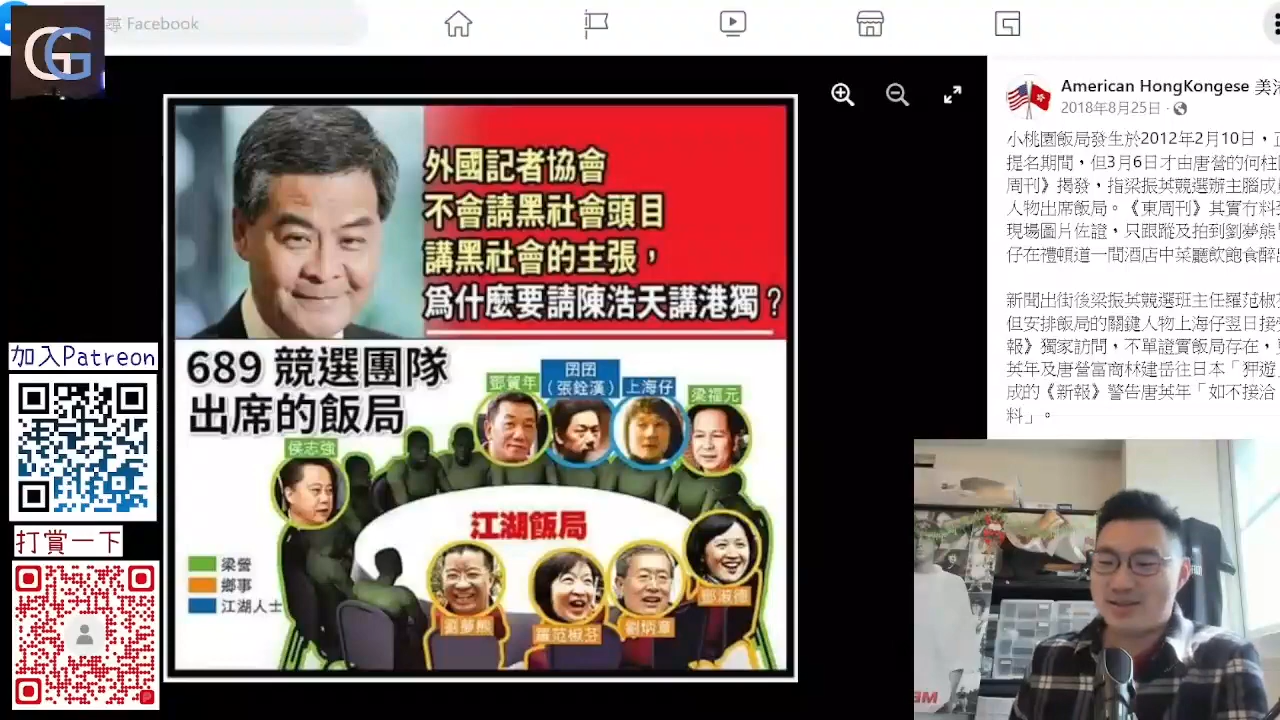 尋 Facebook
GG
American HongKongese 美港
2018年8月25日
小桃園飯局發生於2012年2月10日，正
提名期間，但3月6日才由唐營的何柱
周刊》揭發，指梁振英競選辦主腦成
人物出席飯局。《東周刊》其實冇料
現場圖片佐證，只跟蹤及拍到劉夢熊
仔在禮頓道一間酒店中菜廳飲飽食醉
新聞出街後梁振英競選班主任羅范椒
但安排飯局的關鍵人物上海仔翌日接
報》獨家訪問，不單證實飯局存在，
英年及唐營富商林建岳往日本「狎遊
成的《新報》警告唐英年「如不接洽
料」。
外國記者協會
不會請黑社會頭目
講黑社會的主張，
為什麼要請陳浩天講港獨？
689 競選團隊
出席的飯局
鄧賀年
囝囝
（張銓漢）
上海仔
梁福元
侯志強
江湖飯局
梁營
鄉事
江湖人士
劉夢熊
羅范椒芬
劉炳章
鄭淑德
加入Patreon
打賞一下